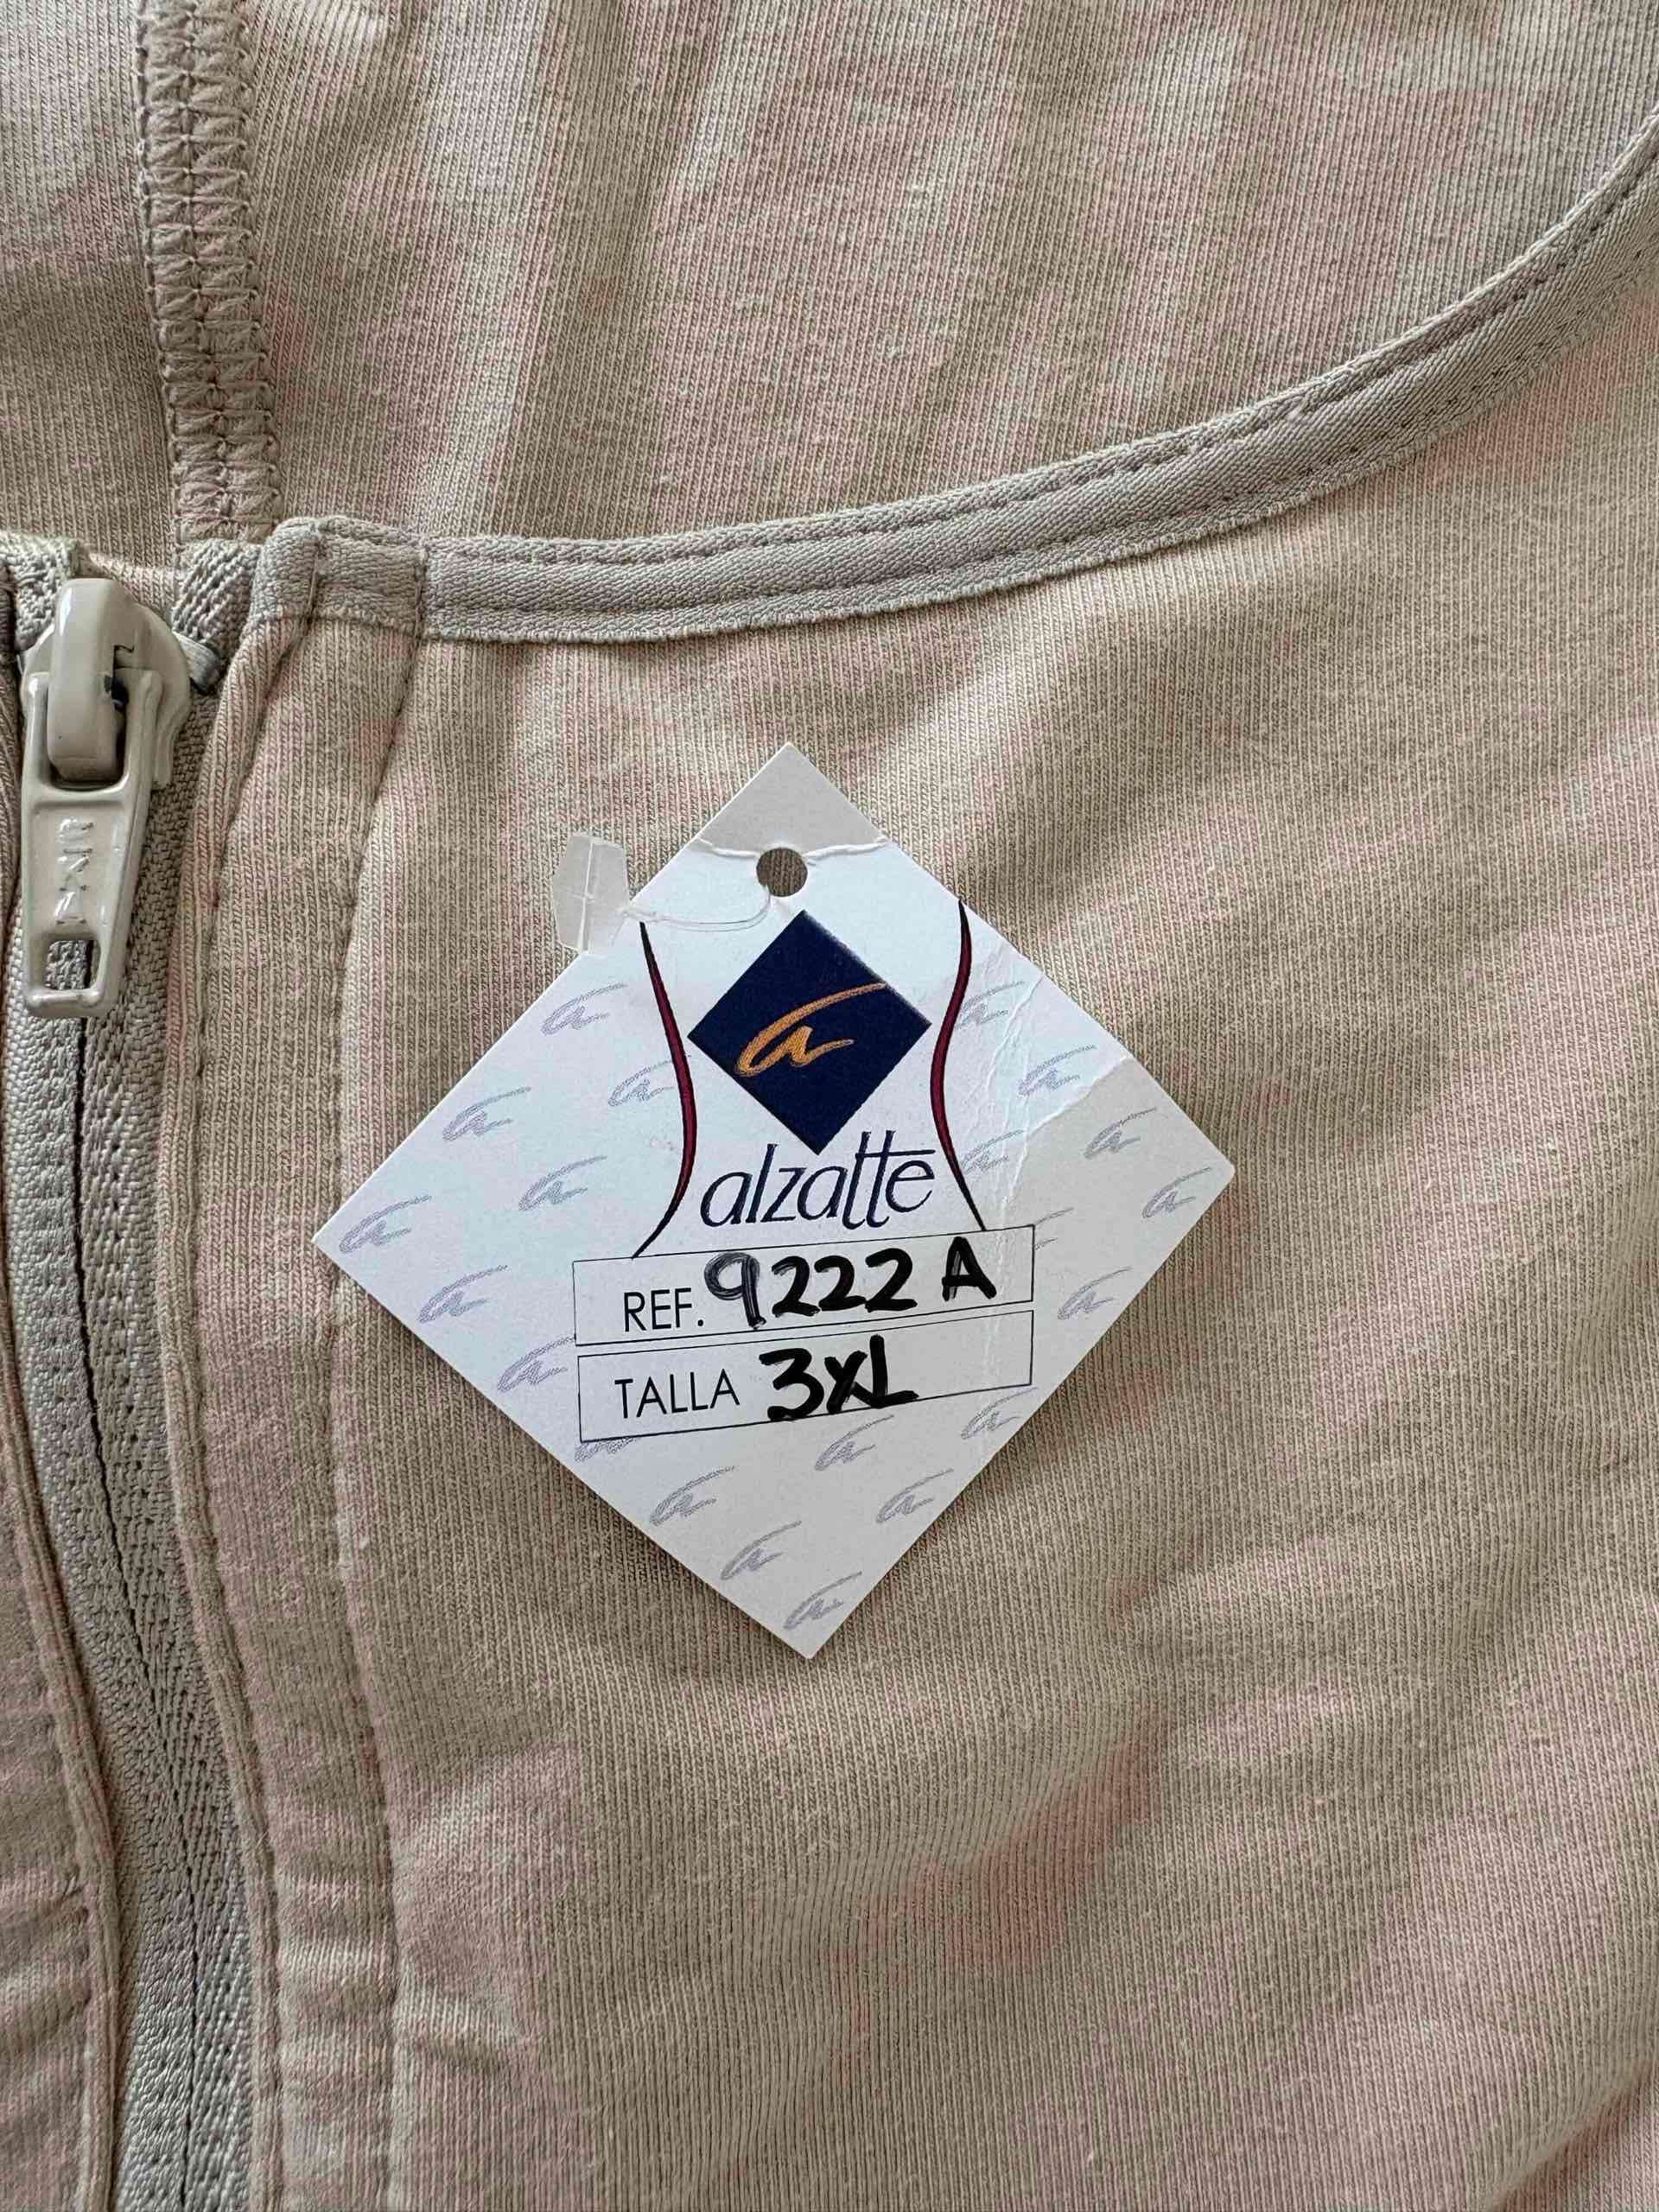 a
alzatte
REF. 9222 A
TALLA 3XL